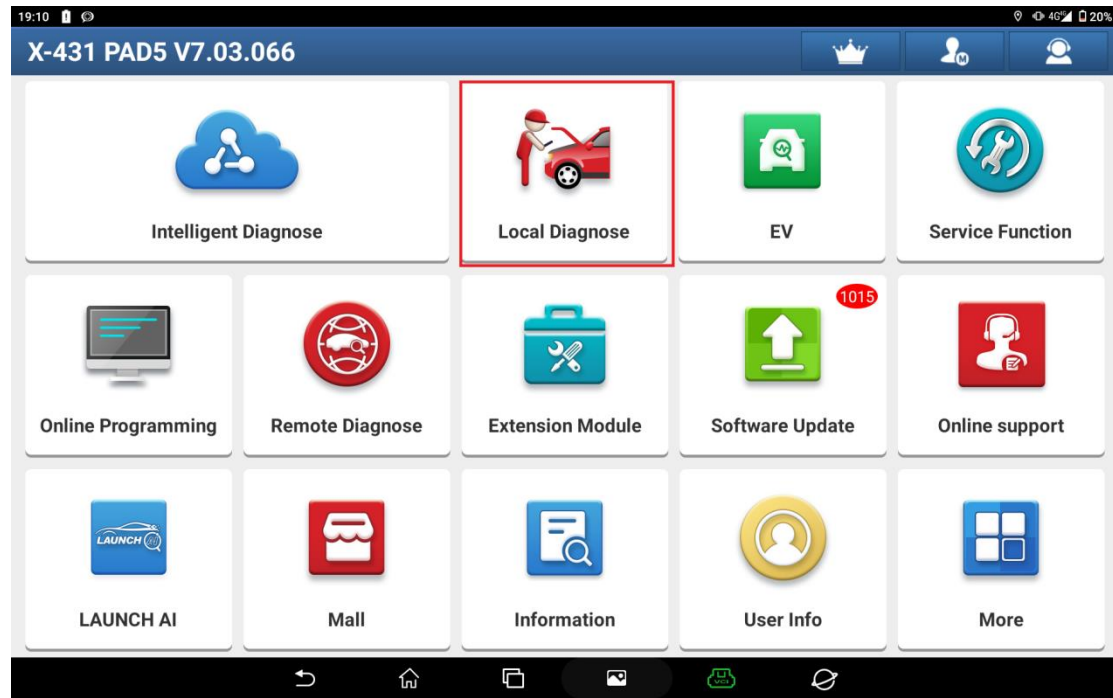 19:10
4G 20%
X-431 PAD5 V7.03.066
M
Intelligent Diagnose
Local Diagnose
EV
Service Function
1015
Online Programming
Remote Diagnose
Extension Module
Software Update
Online support
LAUNCH
LAUNCH AI
Mall
Information
User Info
More
VCI